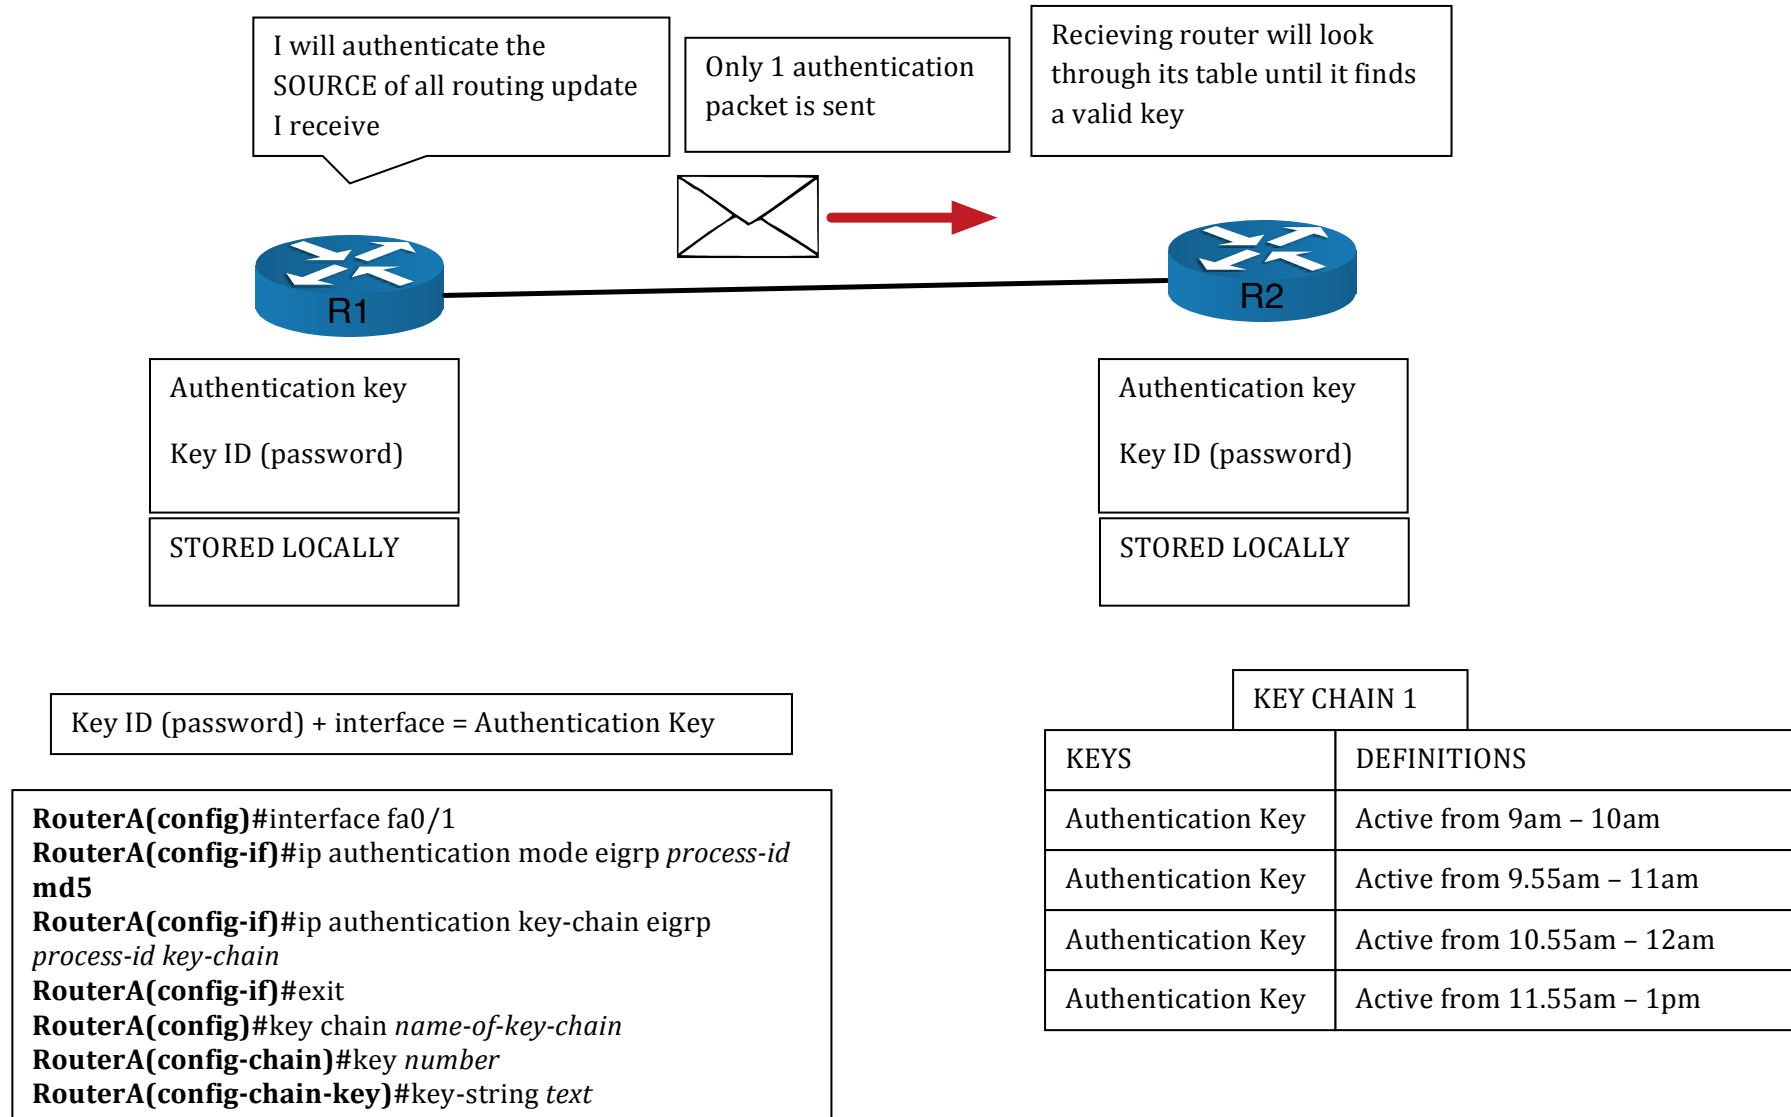 I will authenticate the
SOURCE of all routing update
I receive
Only 1 authentication
packet is sent
Recieving router will look
through its table until it finds
a valid key
R1
R2
Authentication key
Key ID (password)
STORED LOCALLY
Authentication key
Key ID (password)
STORED LOCALLY
Key ID (password) + interface = Authentication Key
RouterA(config)#interface fa0/1
RouterA(config-if)#ip authentication mode eigrp process-id
md5
RouterA(config-if)#ip authentication key-chain eigrp
process-id key-chain
RouterA(config-if)#exit
RouterA(config)#key chain name-of-key-chain
RouterA(config-chain)#key number
RouterA(config-chain-key)#key-string text
KEY CHAIN 1
KEYS DEFINITIONS
Authentication Key Active from 9am – 10am
Authentication Key Active from 9.55am – 11am
Authentication Key Active from 10.55am – 12am
Authentication Key Active from 11.55am – 1pm